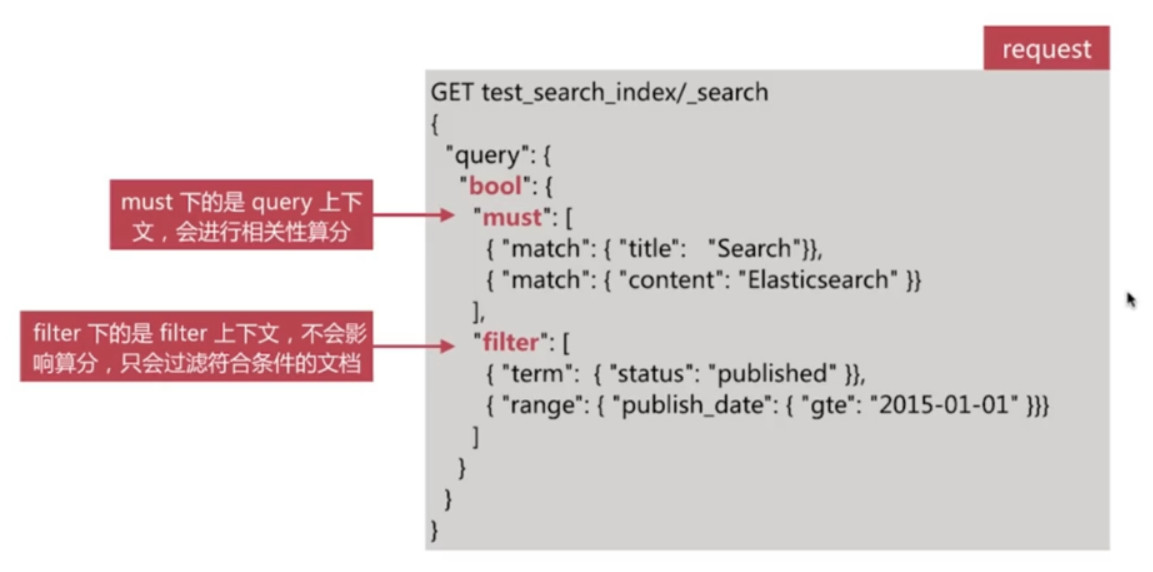 request
GET test_search_index/_search
{
"query": {
"bool": {
must 下的是 query 上下
文，会进行相关性算分
"must": [
{ "match": { "title": "Search"}},
{ "match": { "content": "Elasticsearch" }}
],
filter 下的是 filter 上下文，不会影
响算分，只会过滤符合条件的文档
"filter": [
{ "term": { "status": "published" }},
{ "range": { "publish_date": { "gte": "2015-01-01" }}}
]
}
}
}